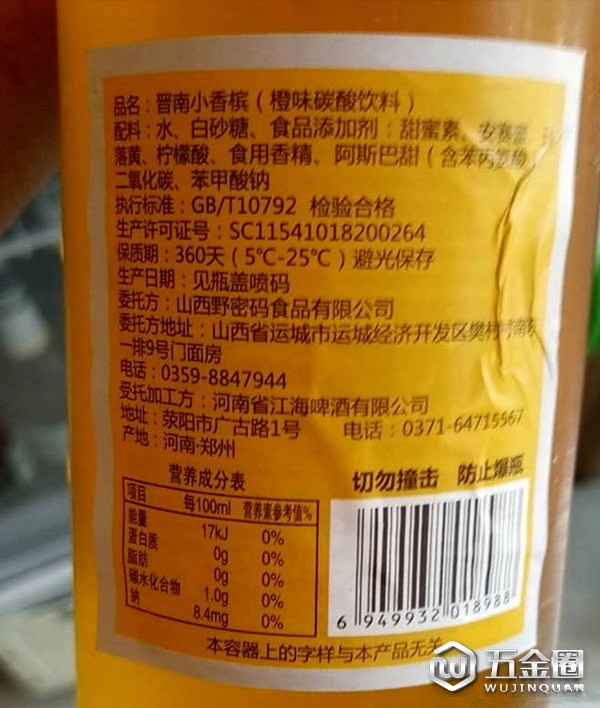 品名：晋南小香槟（橙味碳酸饮料）
配料：水、白砂糖、食品添加剂：甜蜜素、安赛蜜
落黄、柠檬酸、食用香精、阿斯巴甜（含苯丙氨酸）
二氧化碳、苯甲酸钠
执行标准：GB/T10792 检验合格
生产许可证号：SC11541018200264
保质期：360天（5℃-25℃）避光保存
生产日期：见瓶盖喷码
委托方：山西野密码食品有限公司
委托方地址：山西省运城市运城经济开发区樊村河南
一排9号门面房
电话：0359-8847944
受托加工方：河南省江海啤酒有限公司
地址：荥阳市广古路1号 电话：0371-64715567
产地：河南·郑州
营养成分表
项目 每100ml 营养素参考值%
能量 17kJ 0%
蛋白质 0g 0%
脂肪 0g 0%
碳水化合物 1.0g 0%
钠 8.4mg 0%
切勿撞击 防止爆瓶
6 949932 018988
本容器上的字样与本产品无关
五金圈
WUJINQUAN